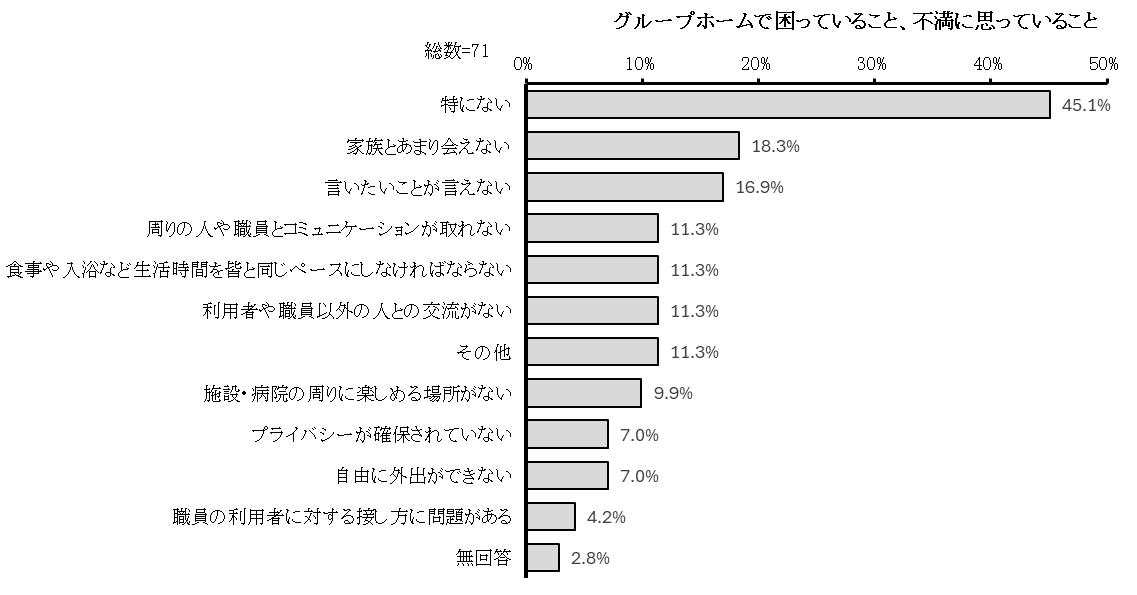 グループホームで困っていること、不満に思っていること
総数=71
0% 10% 20% 30% 40% 50%
特にない 45.1%
家族とあまり会えない 18.3%
言いたいことが言えない 16.9%
周りの人や職員とコミュニケーションが取れない 11.3%
食事や入浴など生活時間を皆と同じペースにしなければならない 11.3%
利用者や職員以外の人との交流がない 11.3%
その他 11.3%
施設・病院の周りに楽しめる場所がない 9.9%
プライバシーが確保されていない 7.0%
自由に外出ができない 7.0%
職員の利用者に対する接し方に問題がある 4.2%
無回答 2.8%